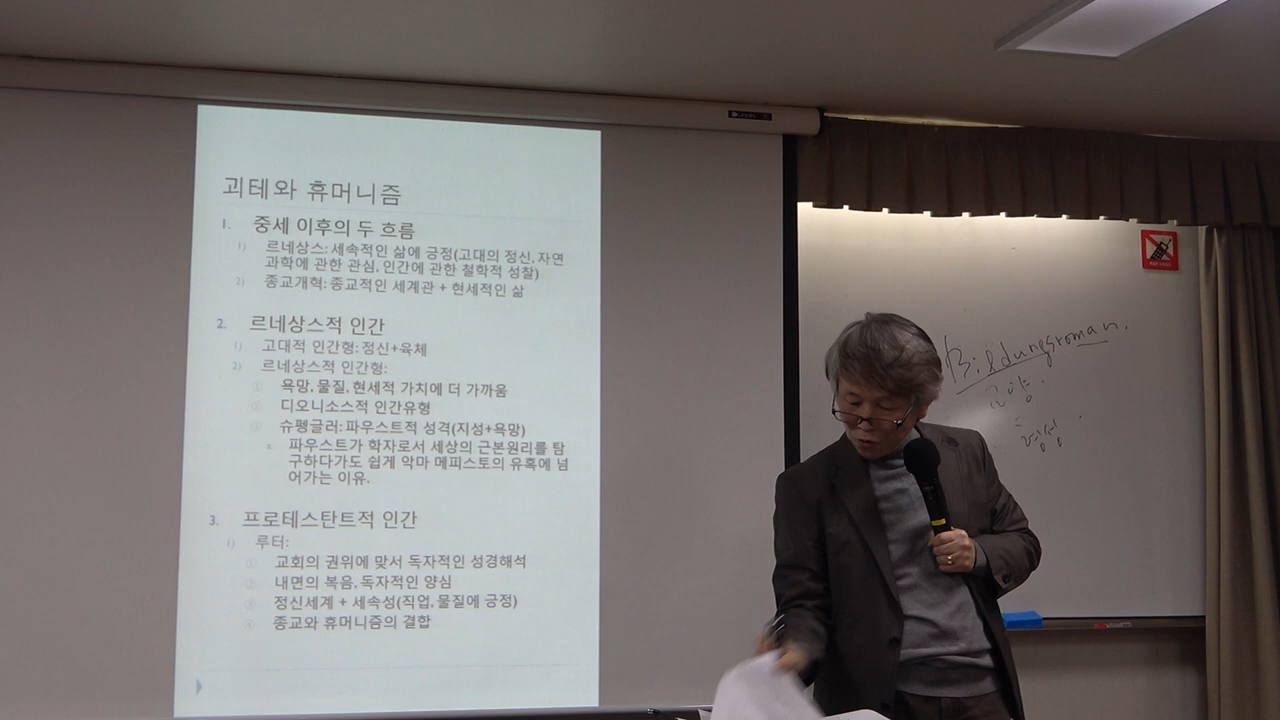 괴테와 휴머니즘
1. 중세 이후의 두 흐름
1) 르네상스: 세속적인 삶에 긍정(고대의 정신, 자연
과학에 관한 관심, 인간에 관한 철학적 성찰)
2) 종교개혁: 종교적인 세계관 + 현세적인 삶
2. 르네상스적 인간
1) 고대적 인간형: 정신+육체
2) 르네상스적 인간형:
① 욕망, 물질, 현세적 가치에 더 가까움
② 디오니소스적 인간유형
③ 슈펭글러: 파우스트적 성격(지성+욕망)
파우스트가 학자로서 세상의 근본원리를 탐
구하다가도 쉽게 악마 메피스토의 유혹에 넘
어가는 이유.
3. 프로테스탄트적 인간
1) 루터:
① 교회의 권위에 맞서 독자적인 성경해석
② 내면의 복음, 독자적인 양심
③ 정신세계 + 세속성(직업, 물질에 긍정)
④ 종교와 휴머니즘의 결합
Bildungsroman.
교양
=
형성